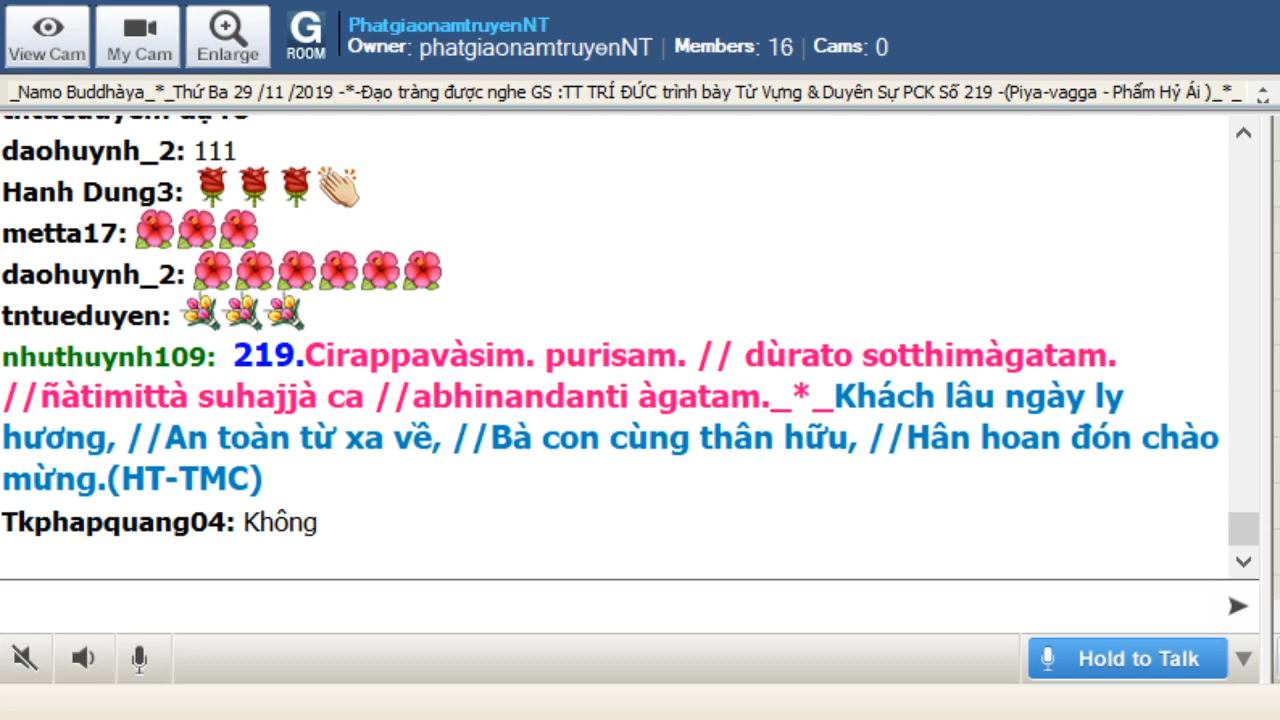 PhatgiaonamtruyenNT
View Cam My Cam Enlarge G ROOM Owner: phatgiaonamtruyenNT | Members: 16 | Cams: 0
_Namo Buddhàya_*_Thứ Ba 29 /11 /2019 -*-Đạo tràng được nghe GS :TT TRÍ ĐỨC trình bày Từ Vựng & Duyên Sự PCK Số 219 -(Piya-vagga - Phẩm Hỷ Ái )_*_
daohuynh_2: 111
Hanh Dung3:
metta17:
daohuynh_2:
tntueduyen:
nhuthuynh109: 219.Cirappavàsim. purisam. // dùrato sotthimàgatam.
//ñàtimittà suhajjà ca //abhinandanti àgatam._*_Khách lâu ngày ly
hương, //An toàn từ xa về, //Bà con cùng thân hữu, //Hân hoan đón chào
mừng.(HT-TMC)
Tkphapquang04: Không
Hold to Talk